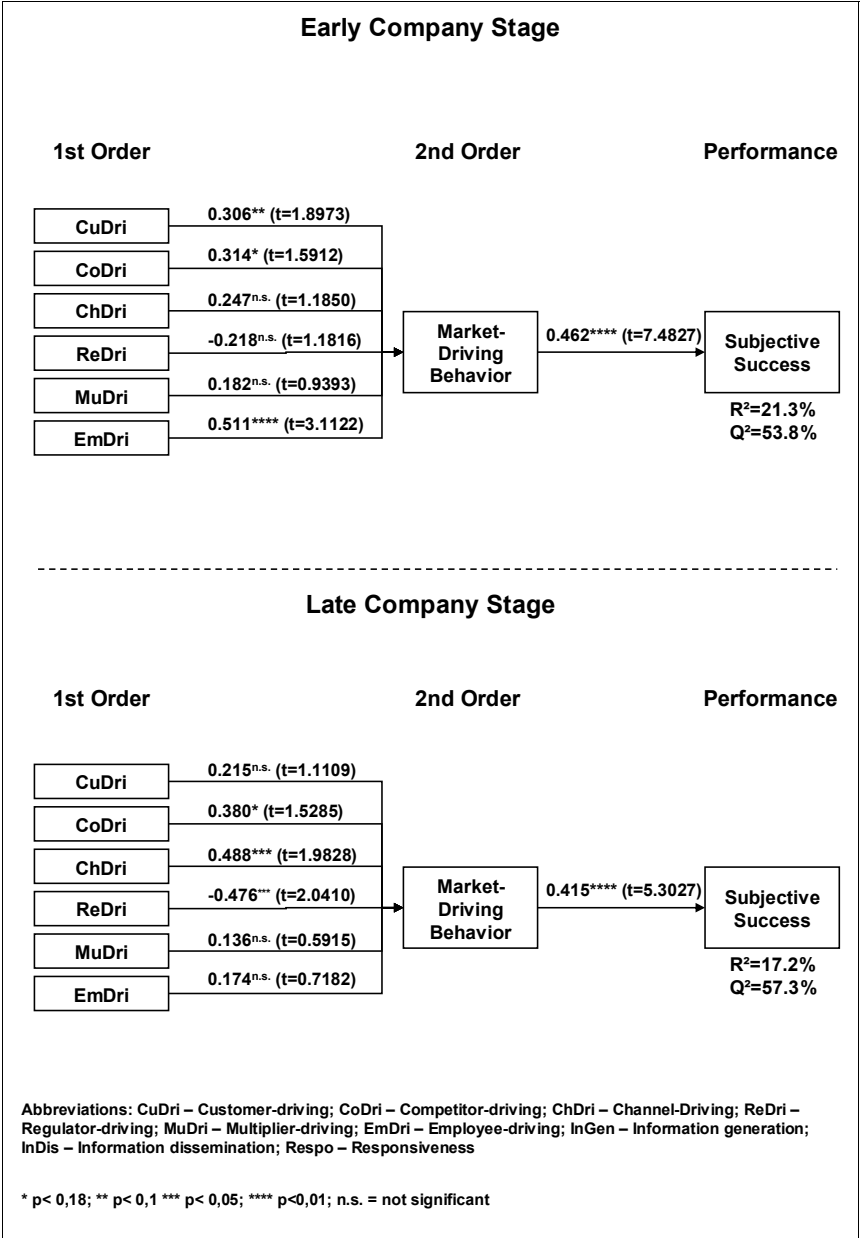 Early Company Stage
1st Order 2nd Order Performance
CuDri 0.306** (t=1.8973)
CoDri 0.314* (t=1.5912)
ChDri 0.247n.s. (t=1.1850)
ReDri -0.218n.s. (t=1.1816)
MuDri 0.182n.s. (t=0.9393)
EmDri 0.511**** (t=3.1122)
Market-
Driving
Behavior
0.462**** (t=7.4827)
Subjective
Success
R²=21.3%
Q²=53.8%
Late Company Stage
1st Order 2nd Order Performance
CuDri 0.215n.s. (t=1.1109)
CoDri 0.380* (t=1.5285)
ChDri 0.488*** (t=1.9828)
ReDri -0.476*** (t=2.0410)
MuDri 0.136n.s. (t=0.5915)
EmDri 0.174n.s. (t=0.7182)
Market-
Driving
Behavior
0.415**** (t=5.3027)
Subjective
Success
R²=17.2%
Q²=57.3%
Abbreviations: CuDri – Customer-driving; CoDri – Competitor-driving; ChDri – Channel-Driving; ReDri –
Regulator-driving; MuDri – Multiplier-driving; EmDri – Employee-driving; InGen – Information generation;
InDis – Information dissemination; Respo – Responsiveness
* p< 0,18; ** p< 0,1 *** p< 0,05; **** p<0,01; n.s. = not significant